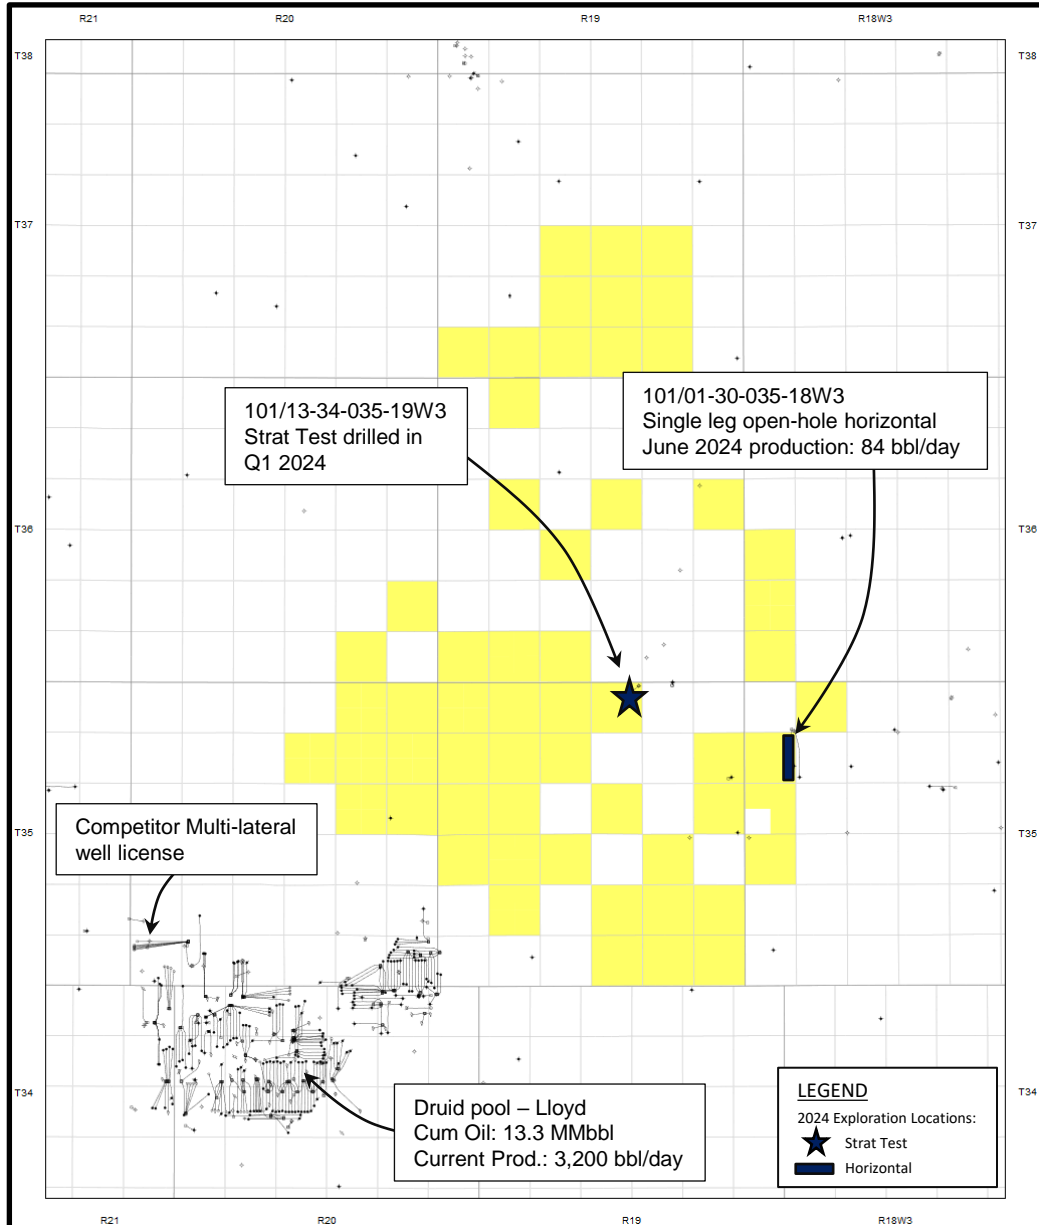 R21 R20 R19 R18W3
T38 T38
T37 T37
101/13-34-035-19W3
Strat Test drilled in
Q1 2024
101/01-30-035-18W3
Single leg open-hole horizontal
June 2024 production: 84 bbl/day
T36 T36
Competitor Multi-lateral
well license
T35 T35
Druid pool – Lloyd
Cum Oil: 13.3 MMbbl
Current Prod.: 3,200 bbl/day
LEGEND
2024 Exploration Locations:
Strat Test
Horizontal
T34 T34
R21 R20 R19 R18W3